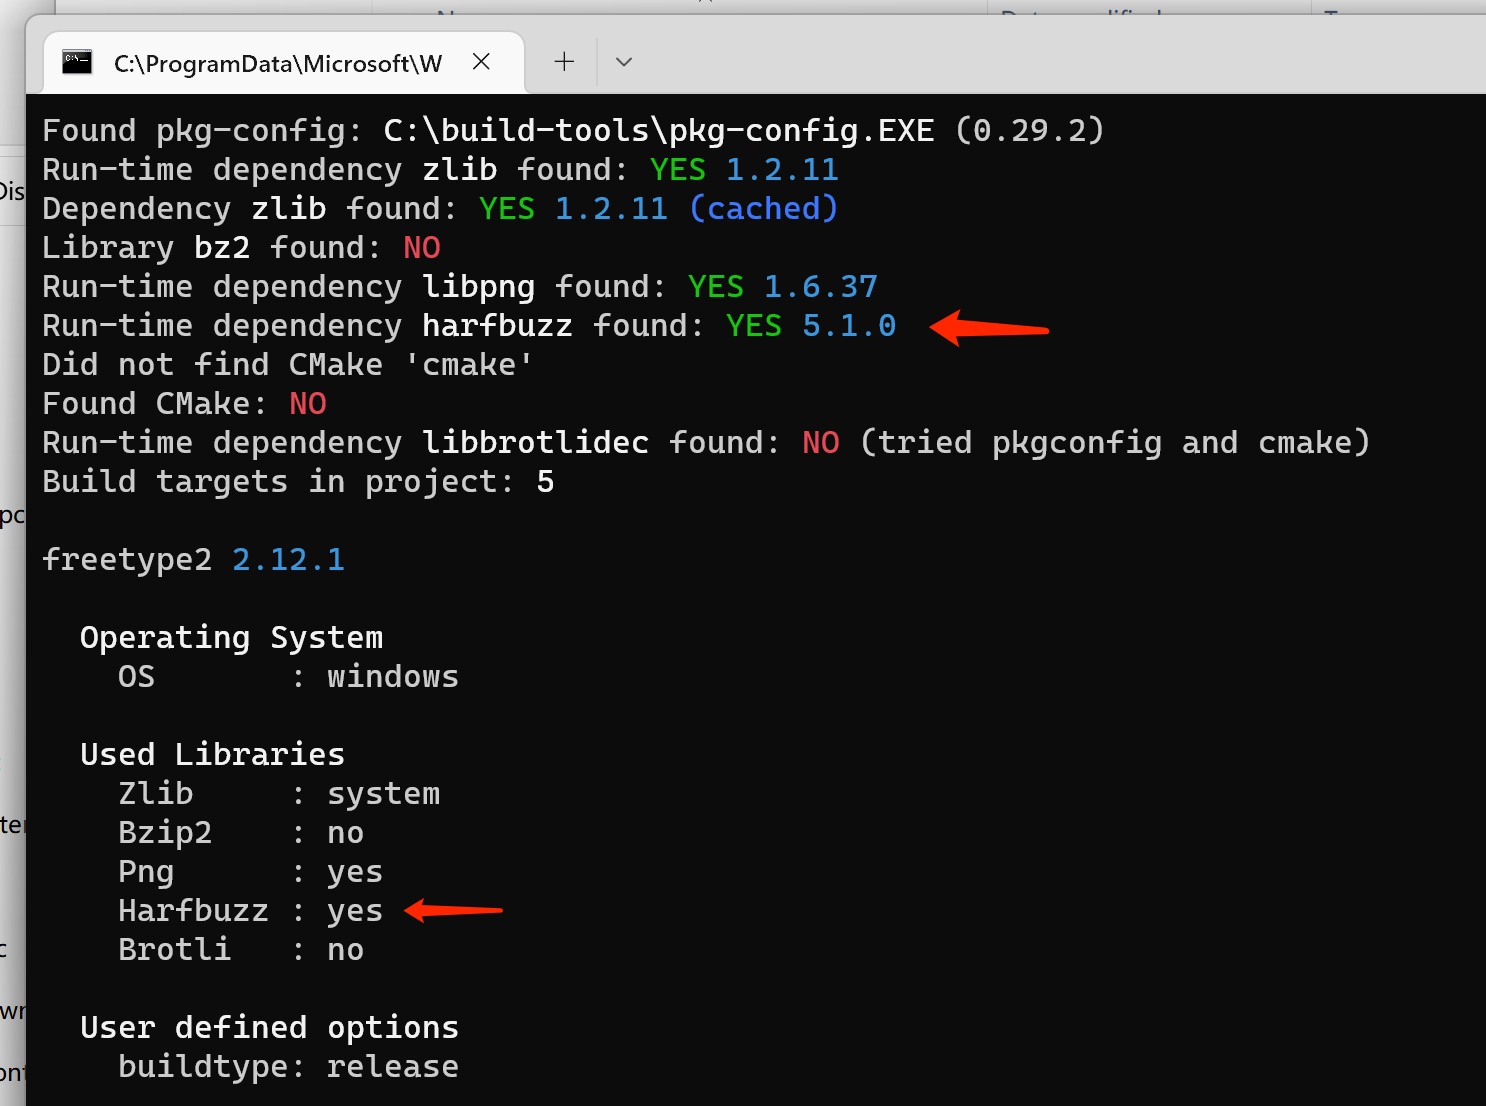 C:\ProgramData\Microsoft\W
Found pkg-config: C:\build-tools\pkg-config.EXE (0.29.2)
Run-time dependency zlib found: YES 1.2.11
Dependency zlib found: YES 1.2.11 (cached)
Library bz2 found: NO
Run-time dependency libpng found: YES 1.6.37
Run-time dependency harfbuzz found: YES 5.1.0
Did not find CMake 'cmake'
Found CMake: NO
Run-time dependency libbrotlidec found: NO (tried pkgconfig and cmake)
Build targets in project: 5
freetype2 2.12.1
Operating System
OS : windows
Used Libraries
Zlib : system
Bzip2 : no
Png : yes
Harfbuzz : yes
Brotli : no
User defined options
buildtype: release